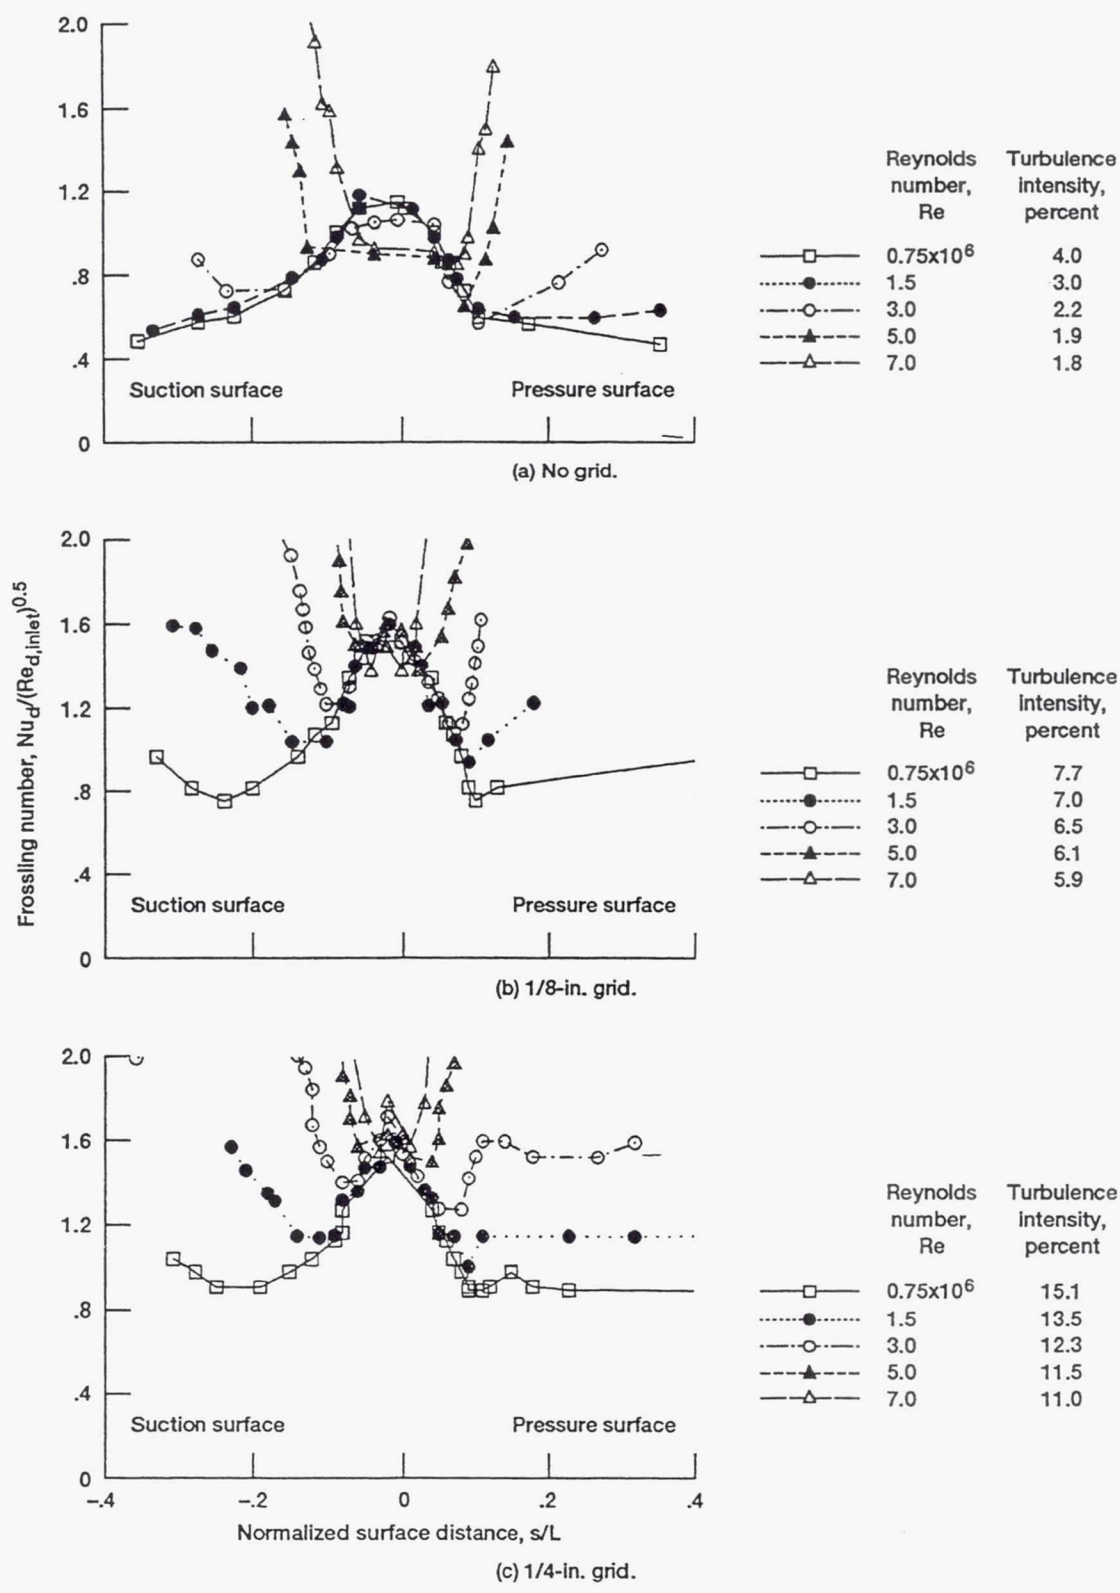 Frossling number, Nu_d/(Re_d,inlet)^0.5
2.0
1.6
1.2
.8
.4
0
Suction surface Pressure surface
(a) No grid.
Reynolds number, Re Turbulence intensity, percent
0.75x10^6 4.0
1.5 3.0
3.0 2.2
5.0 1.9
7.0 1.8
2.0
1.6
1.2
.8
.4
0
Suction surface Pressure surface
(b) 1/8-in. grid.
Reynolds number, Re Turbulence intensity, percent
0.75x10^6 7.7
1.5 7.0
3.0 6.5
5.0 6.1
7.0 5.9
2.0
1.6
1.2
.8
.4
0
Suction surface Pressure surface
-.4 -.2 0 .2 .4
Normalized surface distance, s/L
(c) 1/4-in. grid.
Reynolds number, Re Turbulence intensity, percent
0.75x10^6 15.1
1.5 13.5
3.0 12.3
5.0 11.5
7.0 11.0